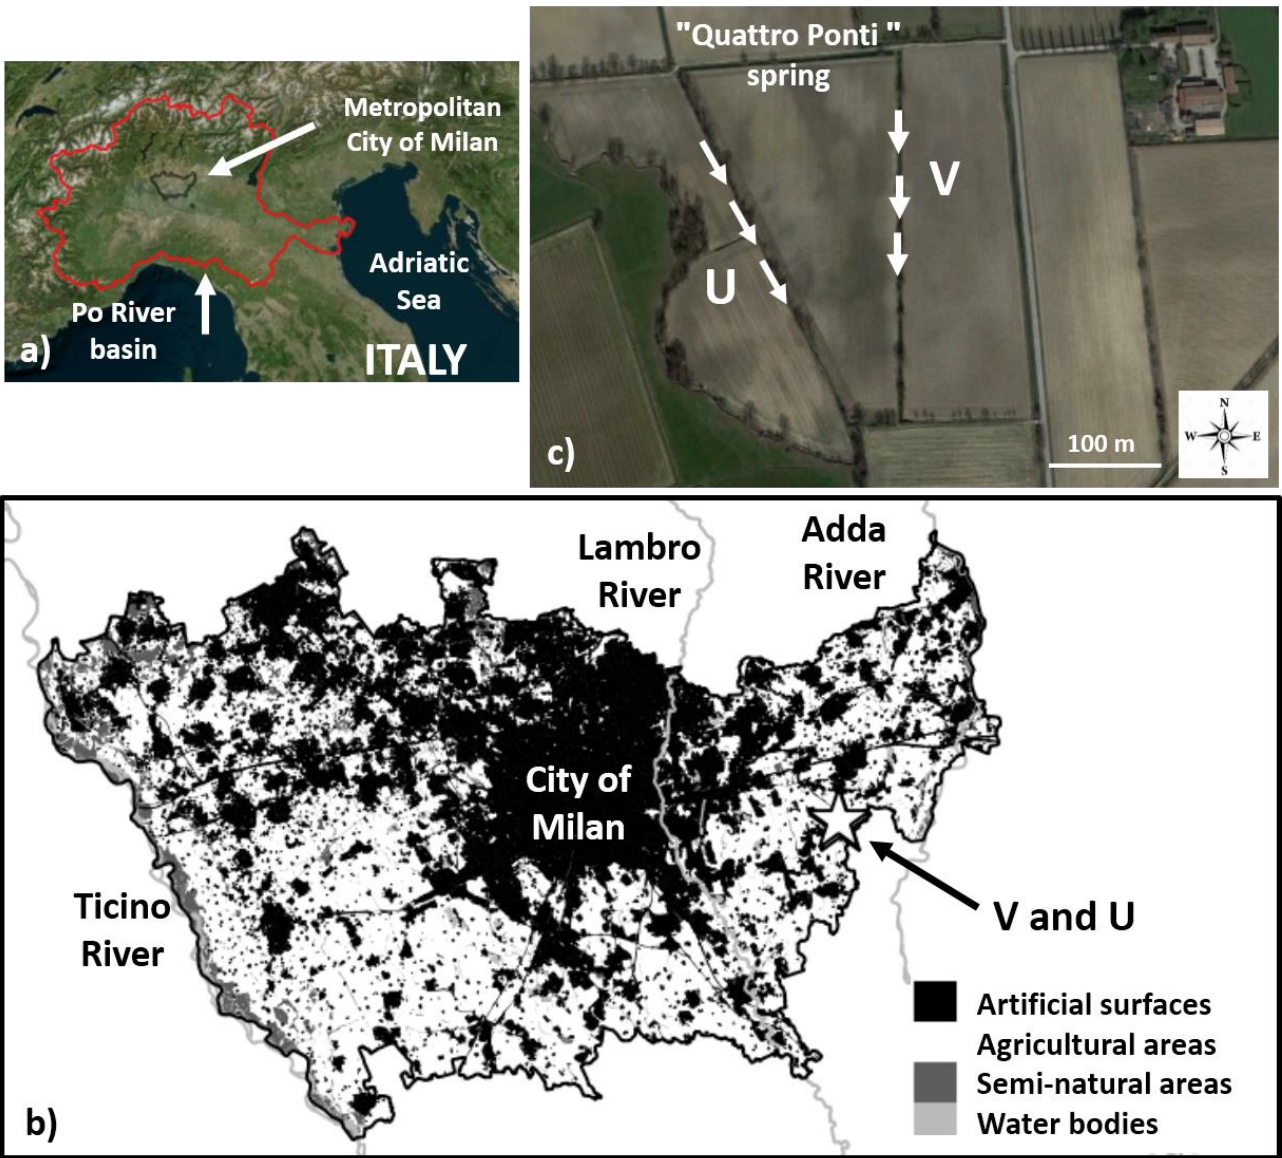 Metropolitan
City of Milan
Adriatic
Sea
Po River
basin
a)
ITALY
"Quattro Ponti "
spring
V
U
N
W
E
S
100 m
c)
Lambro
River
Adda
River
City of
Milan
Ticino
River
V and U
Artificial surfaces
Agricultural areas
Semi-natural areas
Water bodies
b)